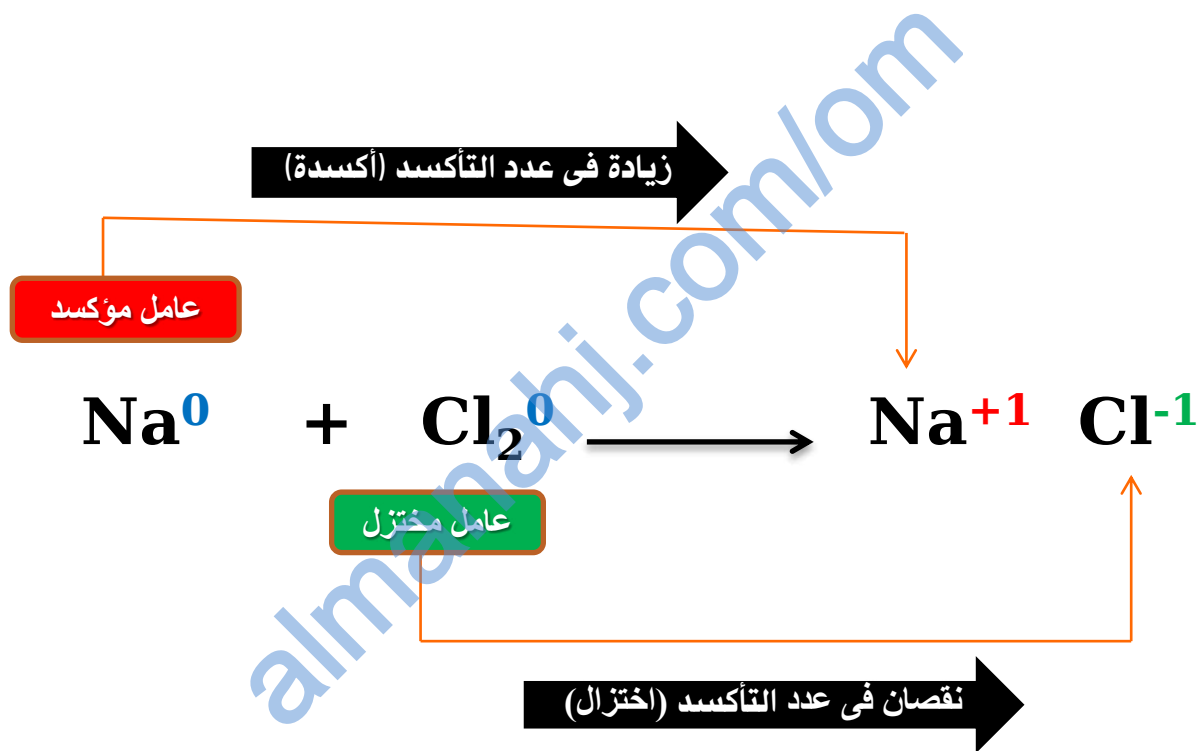 زيادة فى عدد التأكسد (أكسدة)
عامل مؤكسد
Na⁰ + Cl₂⁰ → Na⁺¹ Cl⁻¹
عامل مختزل
نقصان فى عدد التأكسد (اختزال)
almanahj.com/om